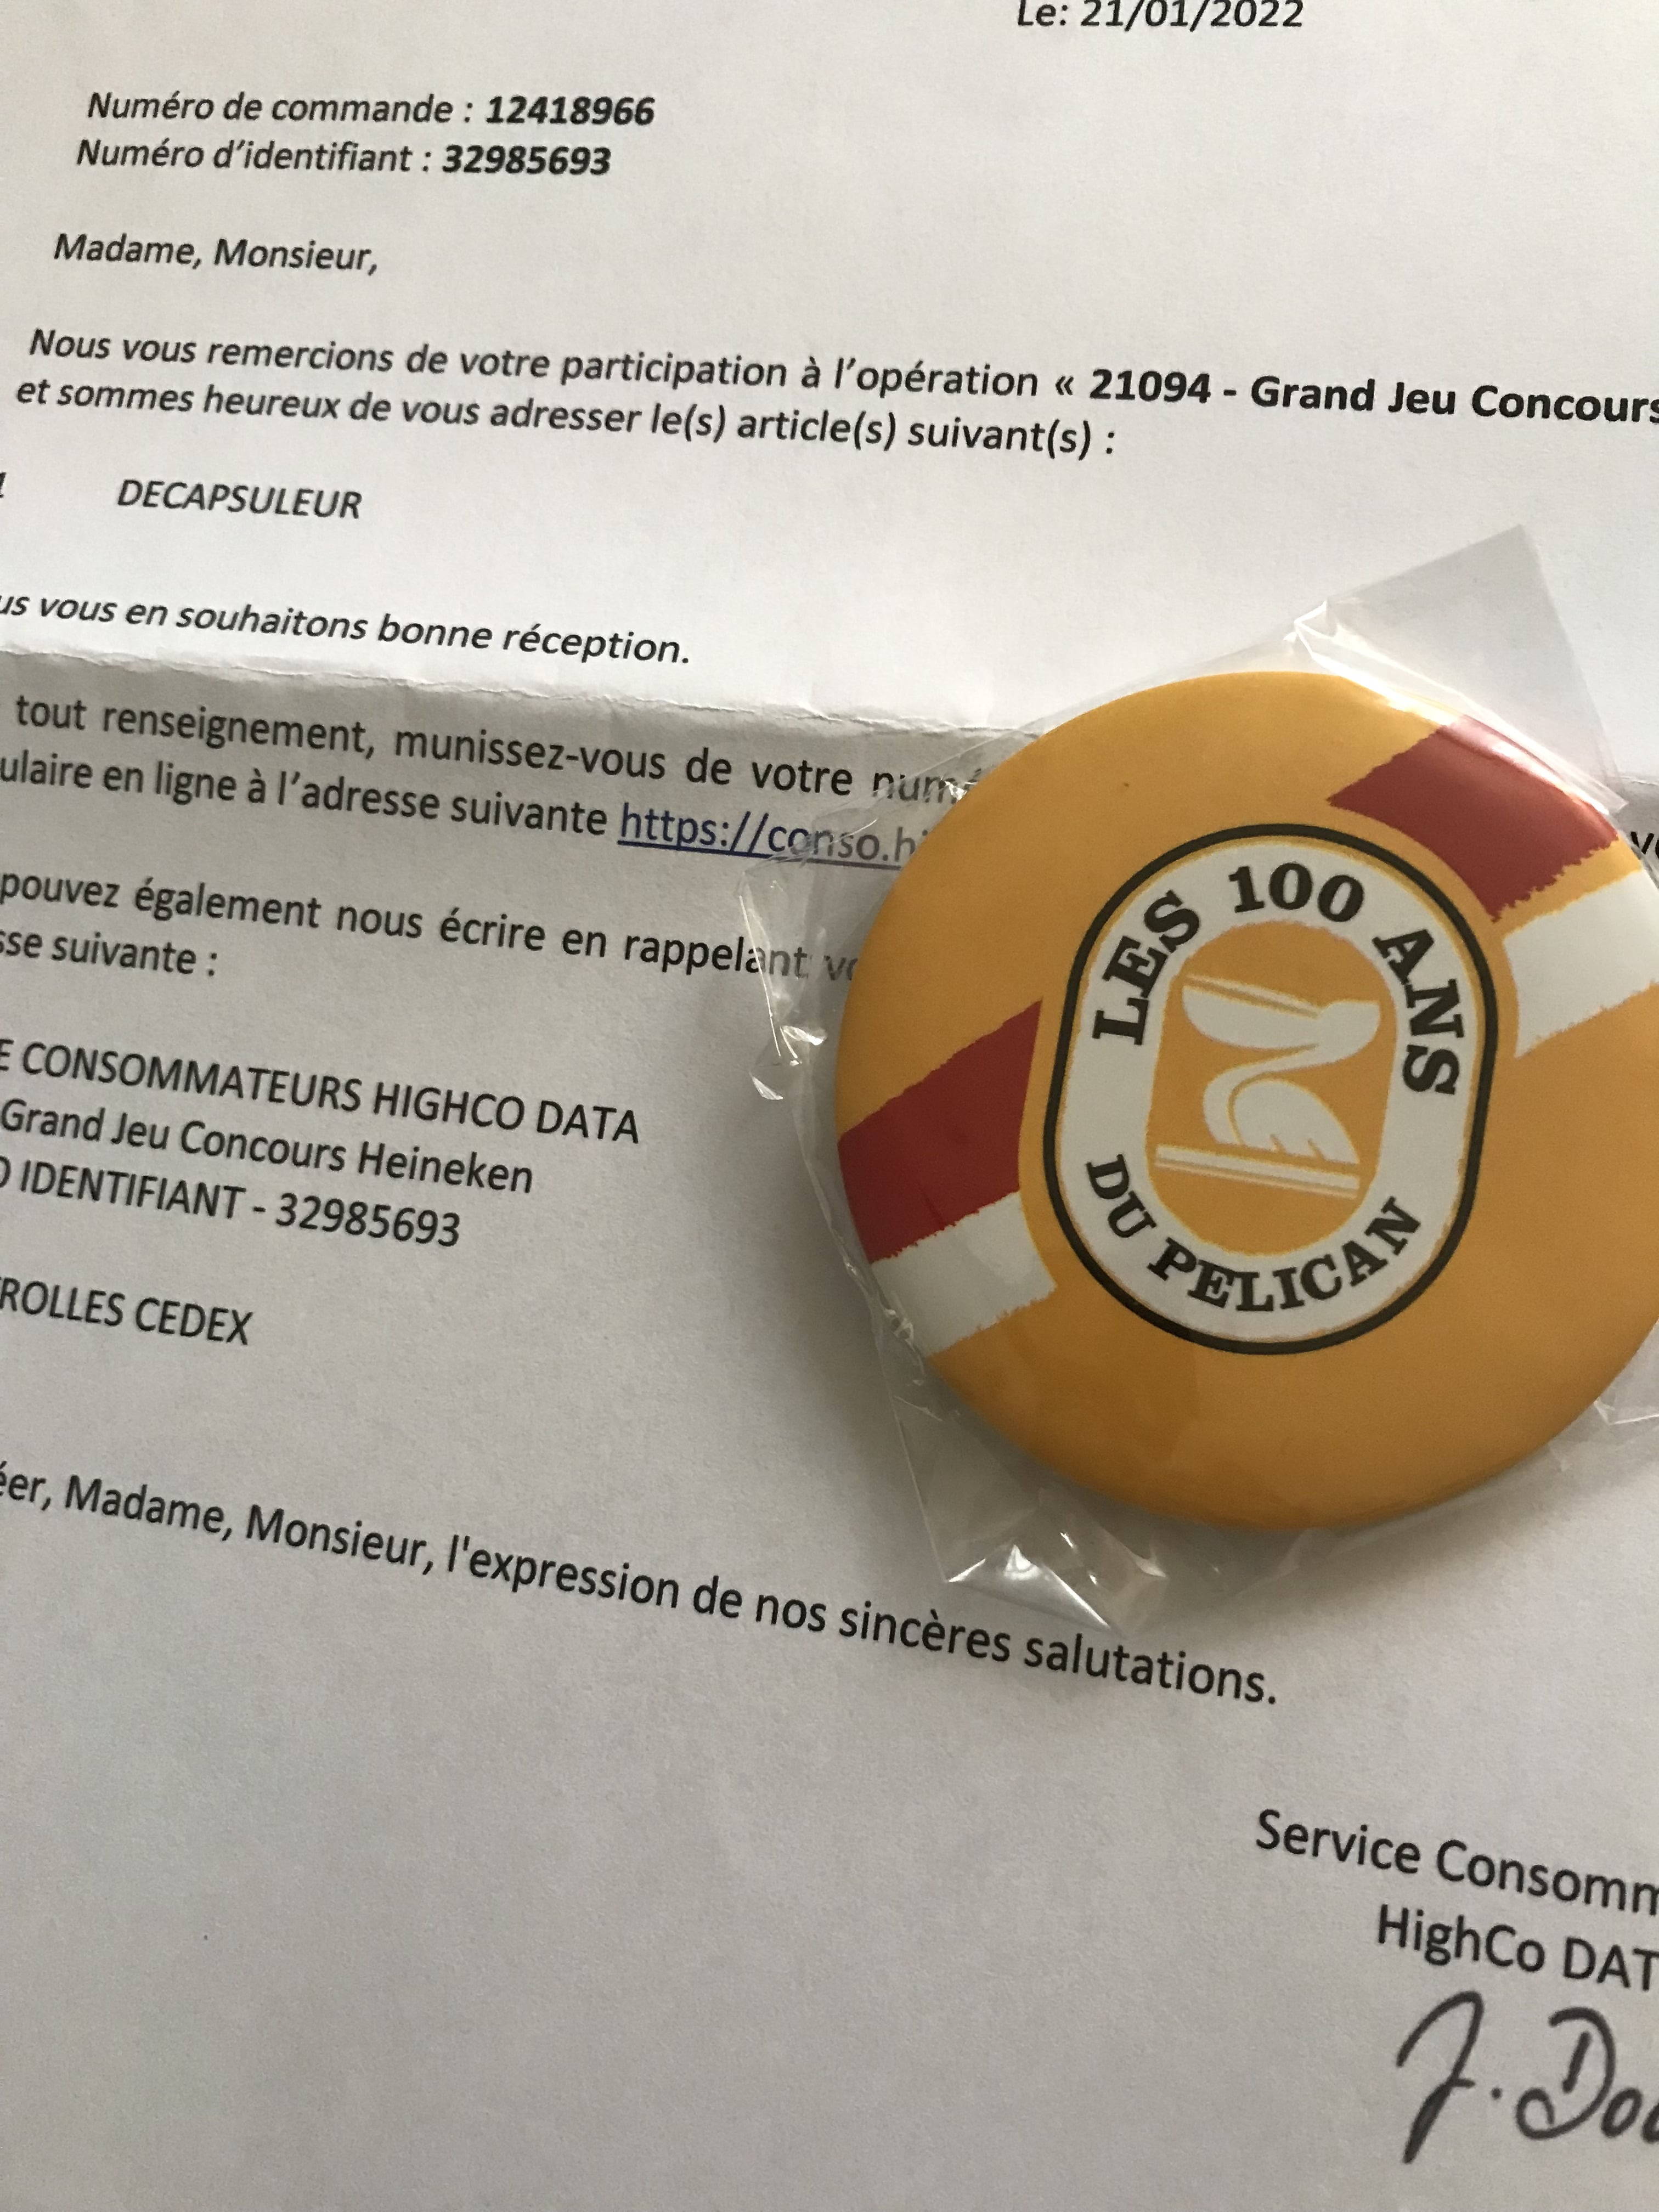 Le: 21/01/2022
Numéro de commande : 12418966
Numéro d'identifiant : 32985693
Madame, Monsieur,
Nous vous remercions de votre participation à l'opération « 21094 - Grand Jeu Concours
et sommes heureux de vous adresser le(s) article(s) suivant(s) :
DECAPSULEUR
vous en souhaitons bonne réception.
tout renseignement, munissez-vous de votre
en ligne à l'adresse suivante https://conso.h
pouvez également nous écrire en rappelant
suivante :
CONSOMMATEURS HIGHCO DATA
Grand Jeu Concours Heineken
IDENTIFIANT - 32985693
CEDEX
Madame, Monsieur, l'expression de nos sincères salutations.
LES 100 ANS
DU PELICAN
Service Consomm
HighCo DAT
J. Do